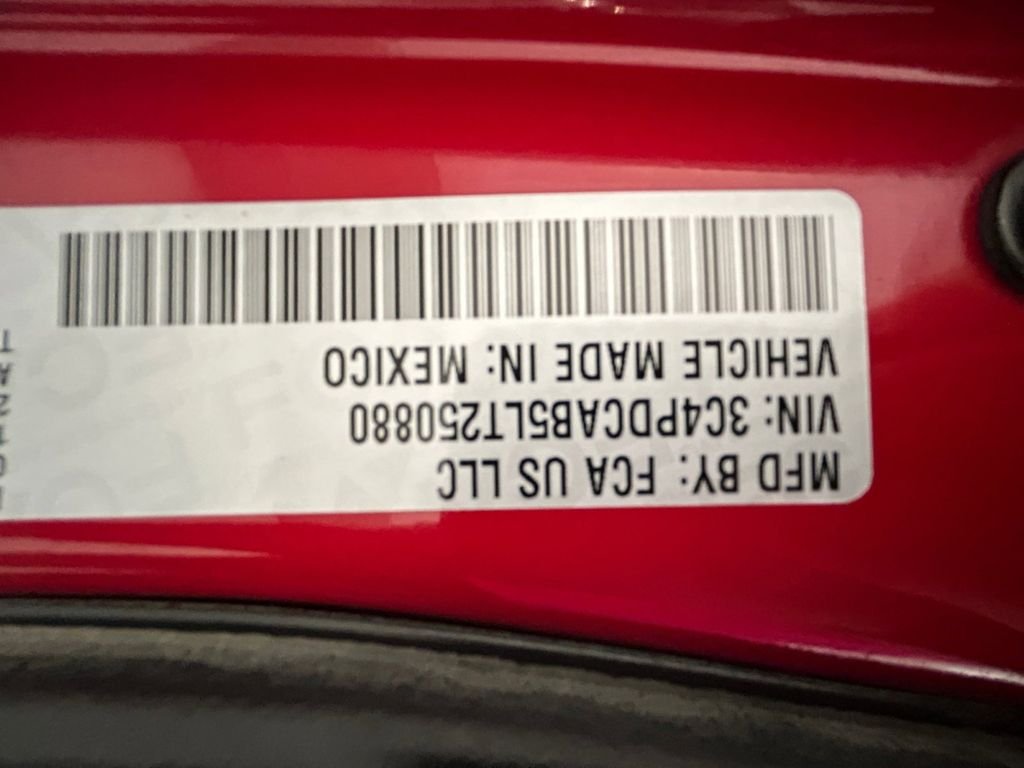 MFD BY: FCA US LLC
VIN: 3C4PDCAB5LT250880
VEHICLE MADE IN: MEXICO